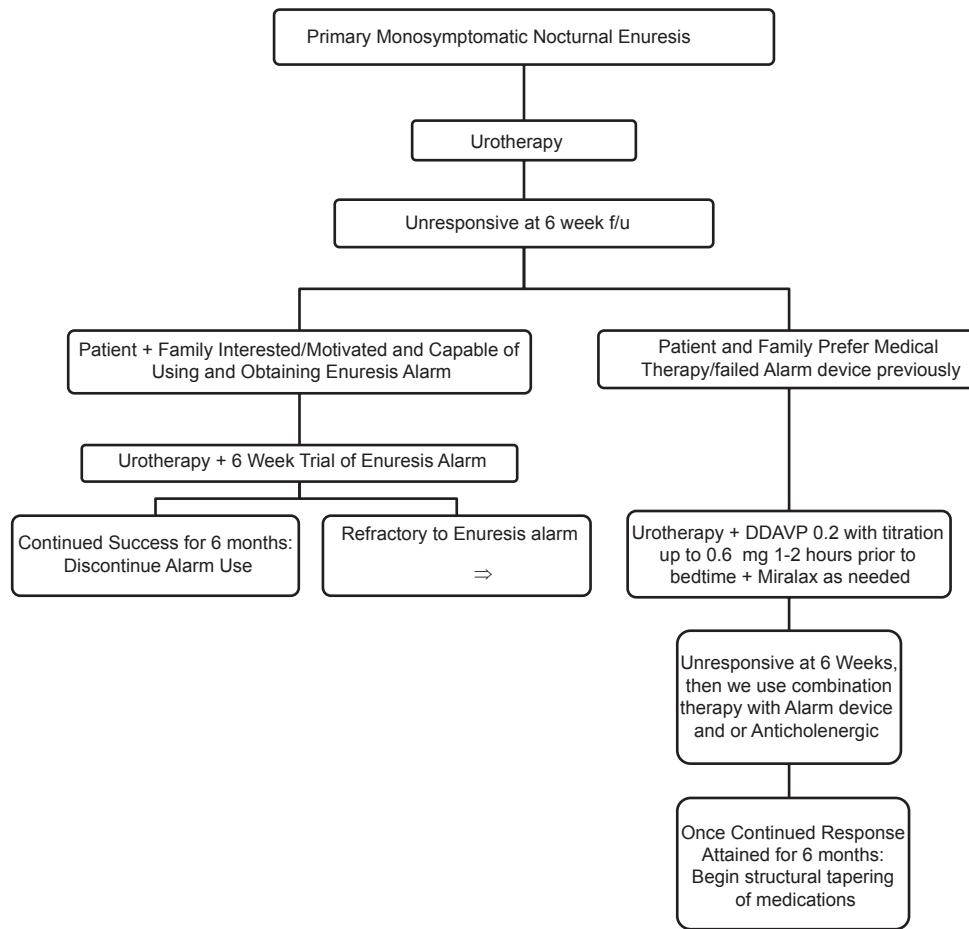 Primary Monosymptomatic Nocturnal Enuresis
Urotherapy
Unresponsive at 6 week f/u
Patient + Family Interested/Motivated and Capable of
Using and Obtaining Enuresis Alarm
Patient and Family Prefer Medical
Therapy/failed Alarm device previously
Urotherapy + 6 Week Trial of Enuresis Alarm
Continued Success for 6 months:
Discontinue Alarm Use
Refractory to Enuresis alarm
⇒
Urotherapy + DDAVP 0.2 with titration
up to 0.6 mg 1-2 hours prior to
bedtime + Miralax as needed
Unresponsive at 6 Weeks,
then we use combination
therapy with Alarm device
and or Anticholenergic
Once Continued Response
Attained for 6 months:
Begin structural tapering
of medications